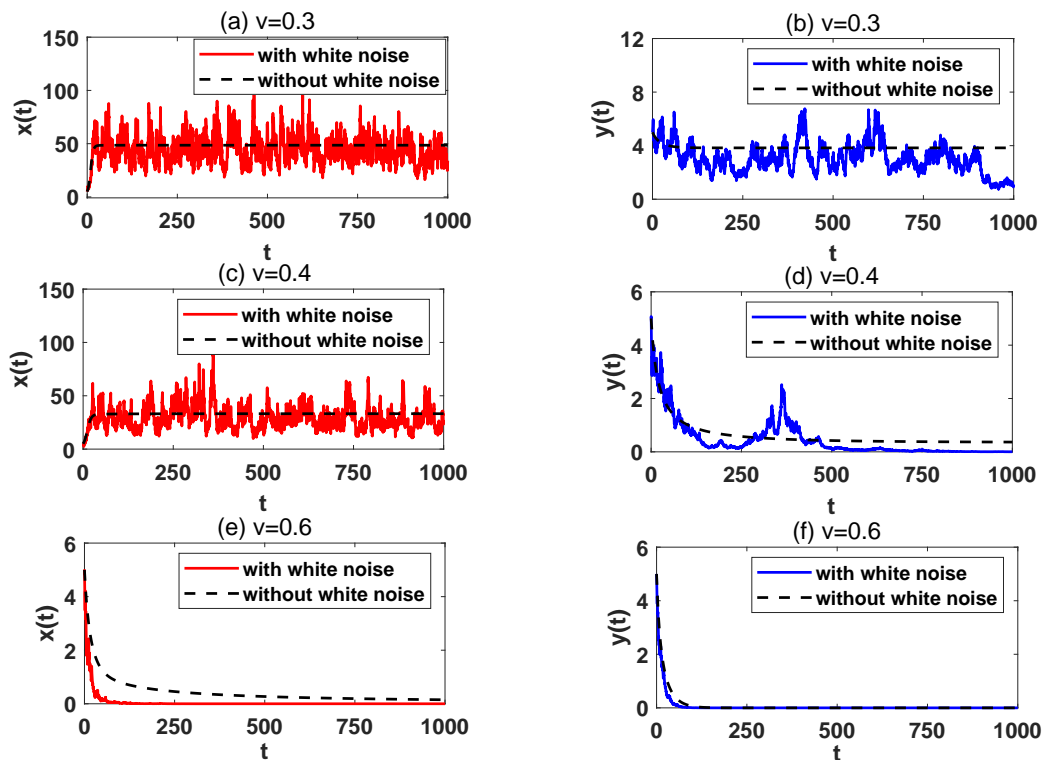 (a) v=0.3
x(t)
150
100
50
0
with white noise
without white noise
0 250 500 750 1000
t
(b) v=0.3
y(t)
12
8
4
0
with white noise
without white noise
0 250 500 750 1000
t
(c) v=0.4
x(t)
150
100
50
0
with white noise
without white noise
0 250 500 750 1000
t
(d) v=0.4
y(t)
6
4
2
0
with white noise
without white noise
0 250 500 750 1000
t
(e) v=0.6
x(t)
6
4
2
0
with white noise
without white noise
0 250 500 750 1000
t
(f) v=0.6
y(t)
6
4
2
0
with white noise
without white noise
0 250 500 750 1000
t